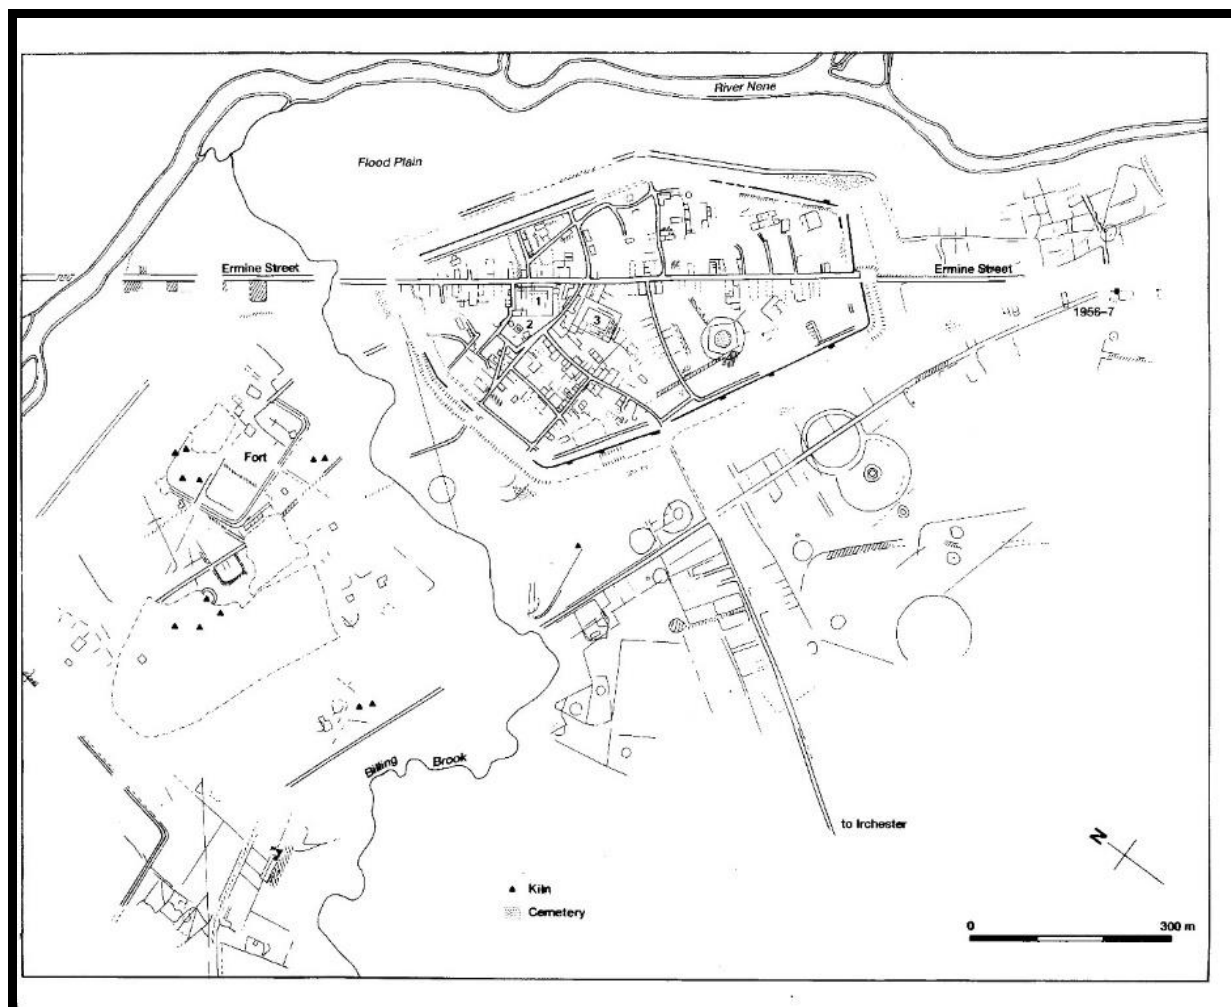 River Nene
Flood Plain
Ermine Street
Ermine Street
1956–7
1
2
3
Fort
Billing Brook
to Irchester
N
Kiln
Cemetery
0 300 m